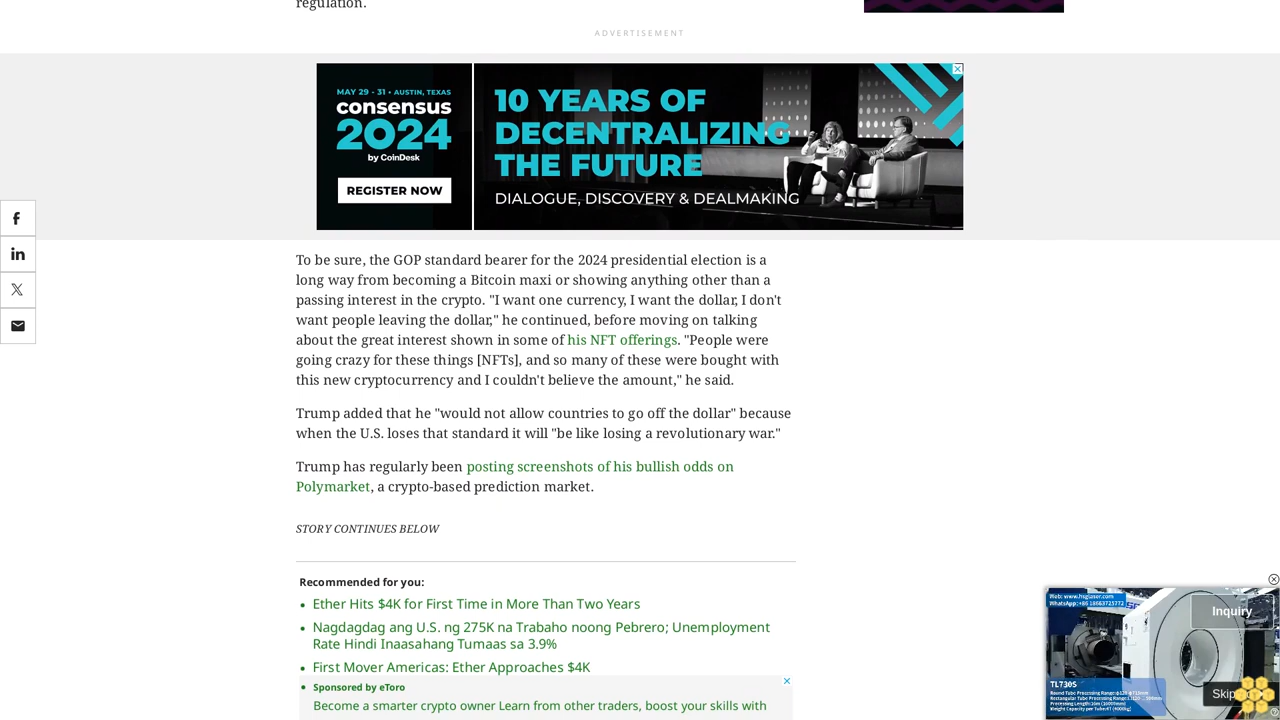 regulation.
ADVERTISEMENT
MAY 29 - 31 • AUSTIN, TEXAS
consensus
2024
by CoinDesk
REGISTER NOW
10 YEARS OF
DECENTRALIZING
THE FUTURE
DIALOGUE, DISCOVERY & DEALMAKING
To be sure, the GOP standard bearer for the 2024 presidential election is a
long way from becoming a Bitcoin maxi or showing anything other than a
passing interest in the crypto. "I want one currency, I want the dollar, I don't
want people leaving the dollar," he continued, before moving on talking
about the great interest shown in some of his NFT offerings. "People were
going crazy for these things [NFTs], and so many of these were bought with
this new cryptocurrency and I couldn't believe the amount," he said.
Trump added that he "would not allow countries to go off the dollar" because
when the U.S. loses that standard it will "be like losing a revolutionary war."
Trump has regularly been posting screenshots of his bullish odds on
Polymarket, a crypto-based prediction market.
STORY CONTINUES BELOW
Recommended for you:
• Ether Hits $4K for First Time in More Than Two Years
• Nagdagdag ang U.S. ng 275K na Trabaho noong Pebrero; Unemployment
Rate Hindi Inaasahang Tumaas sa 3.9%
• First Mover Americas: Ether Approaches $4K
• Sponsored by eToro
Become a smarter crypto owner Learn from other traders, boost your skills with
Web: www.hsglaser.com
Inquiry
TL730S
Skip